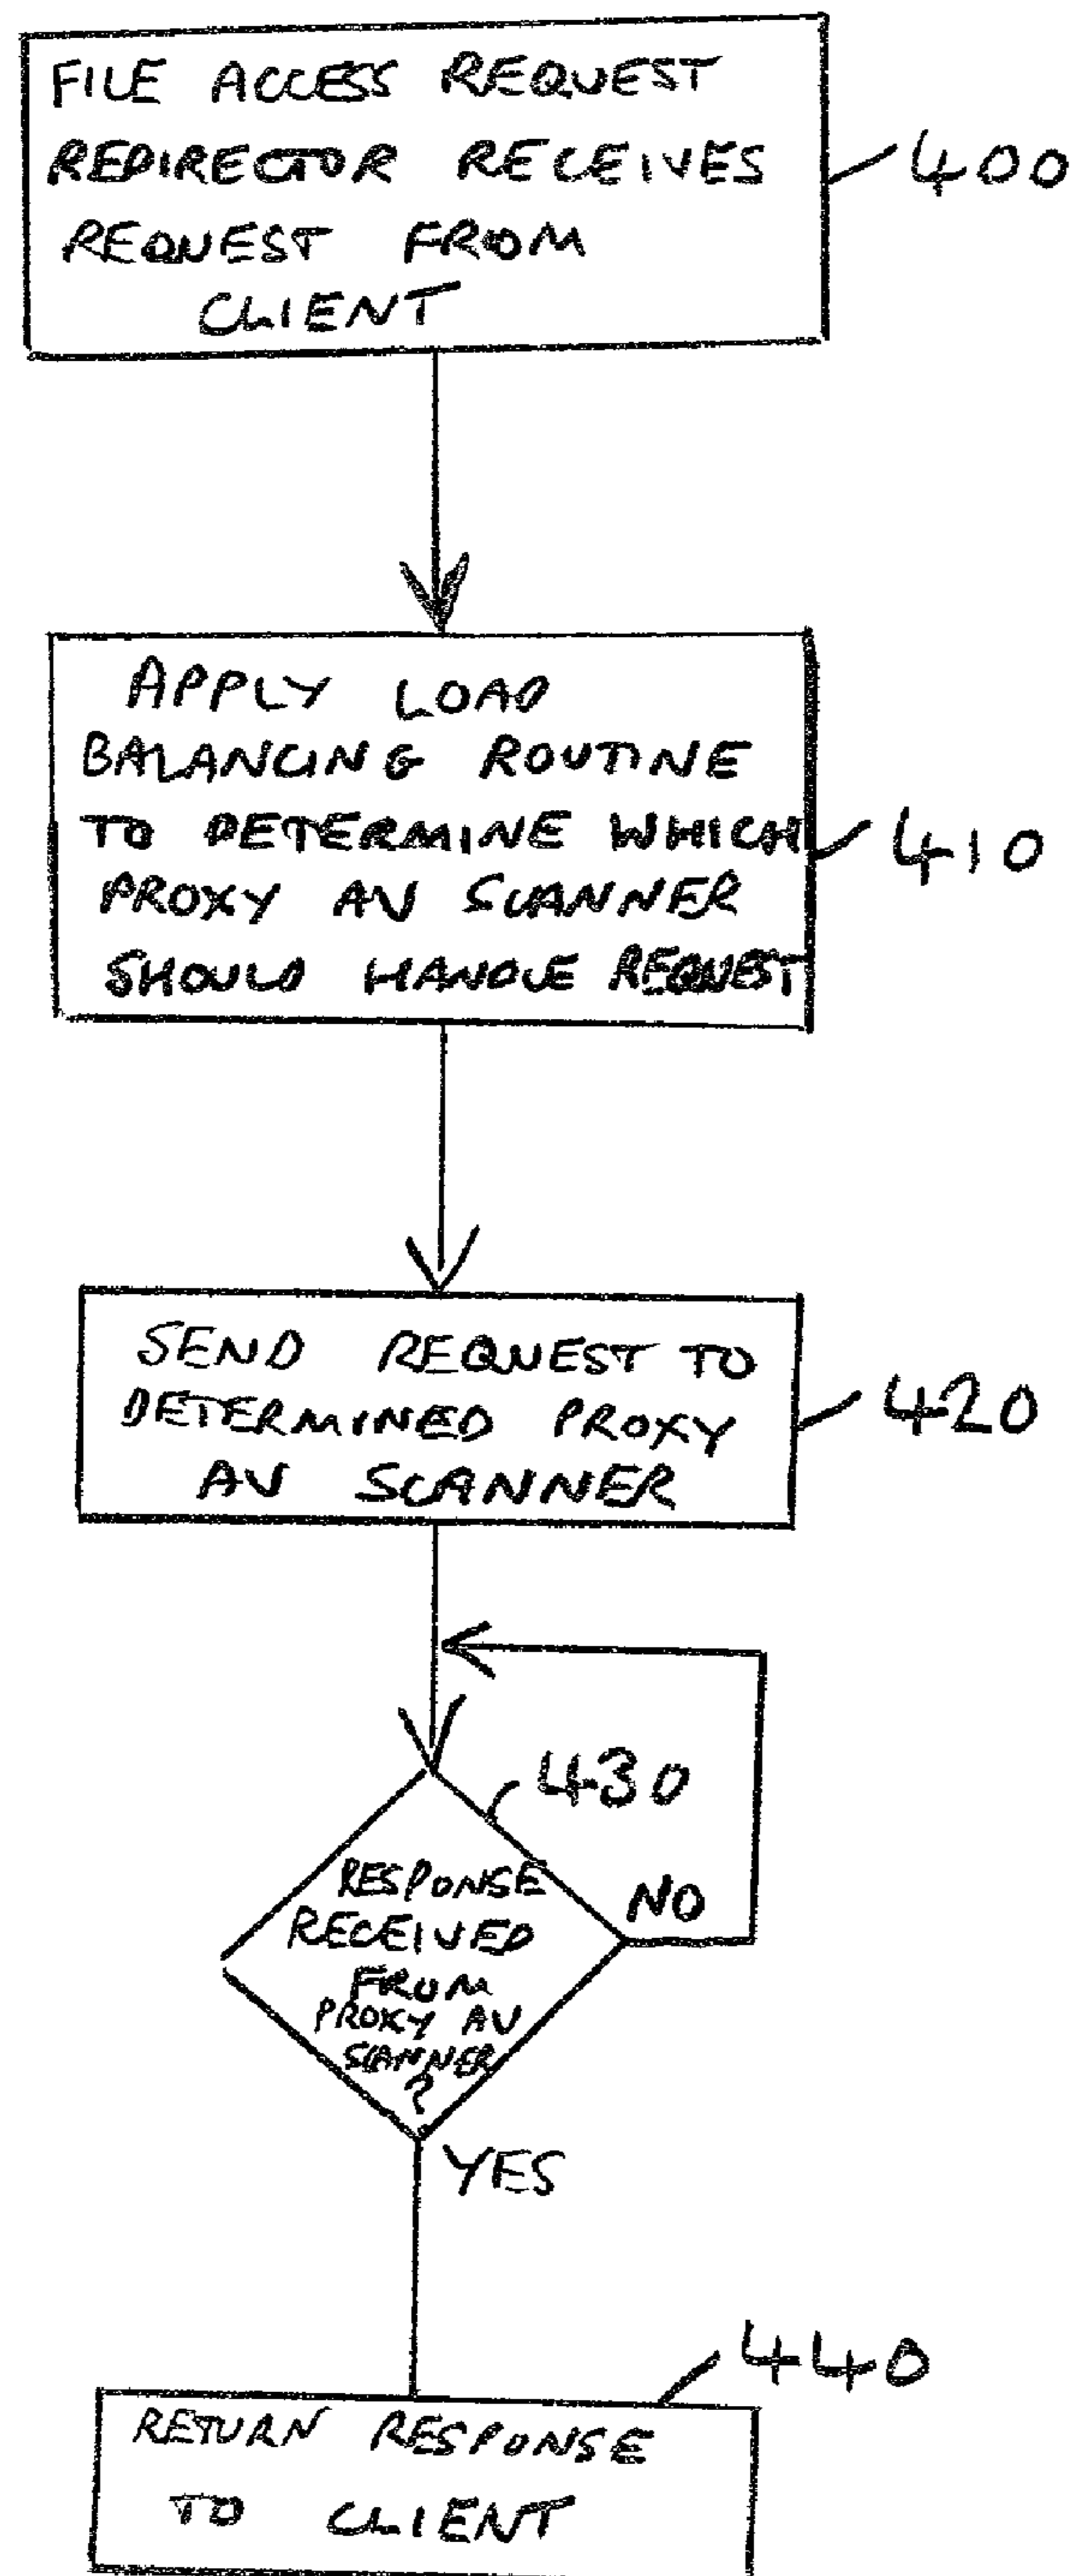 FILE ACCESS REQUEST
REDIRECTOR RECEIVES
REQUEST FROM
CLIENT
400
APPLY LOAD
BALANCING ROUTINE
TO DETERMINE WHICH
PROXY AV SCANNER
SHOULD HANDLE REQUEST
410
SEND REQUEST TO
DETERMINED PROXY
AV SCANNER
420
430
RESPONSE
RECEIVED
FROM
PROXY AV
SCANNER
?
NO
YES
440
RETURN RESPONSE
TO CLIENT